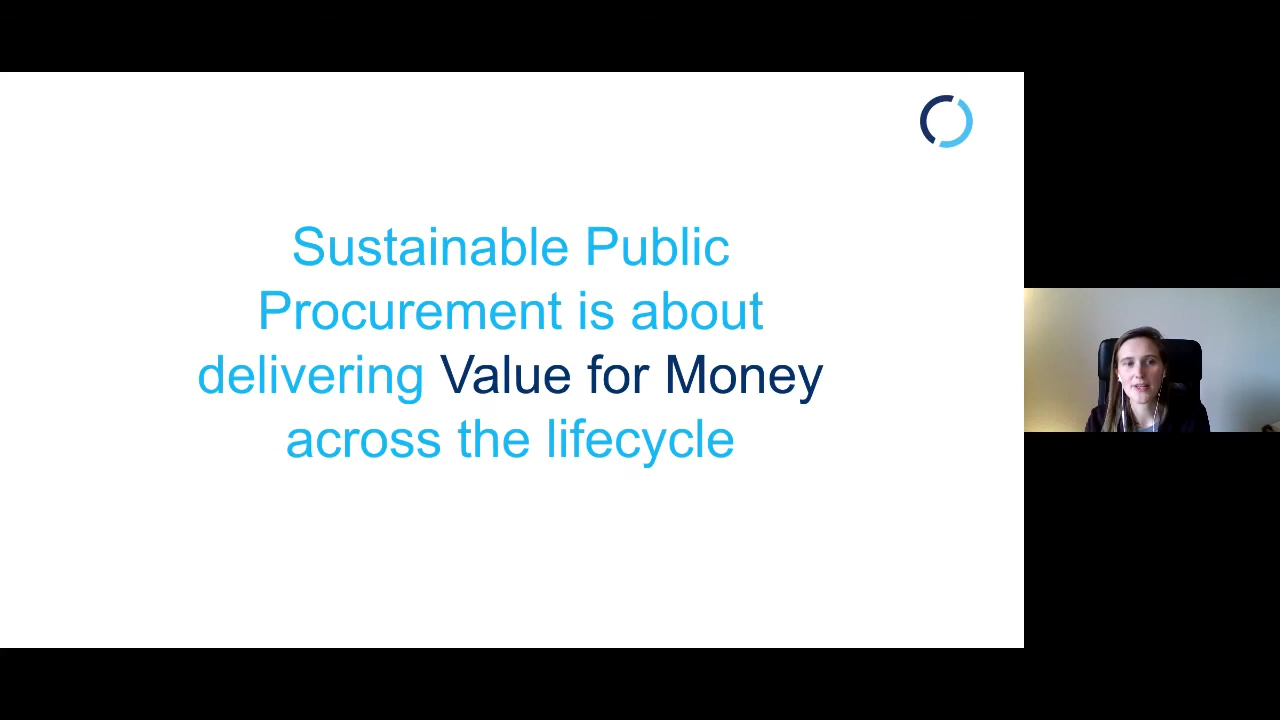 Sustainable Public
Procurement is about
delivering Value for Money
across the lifecycle